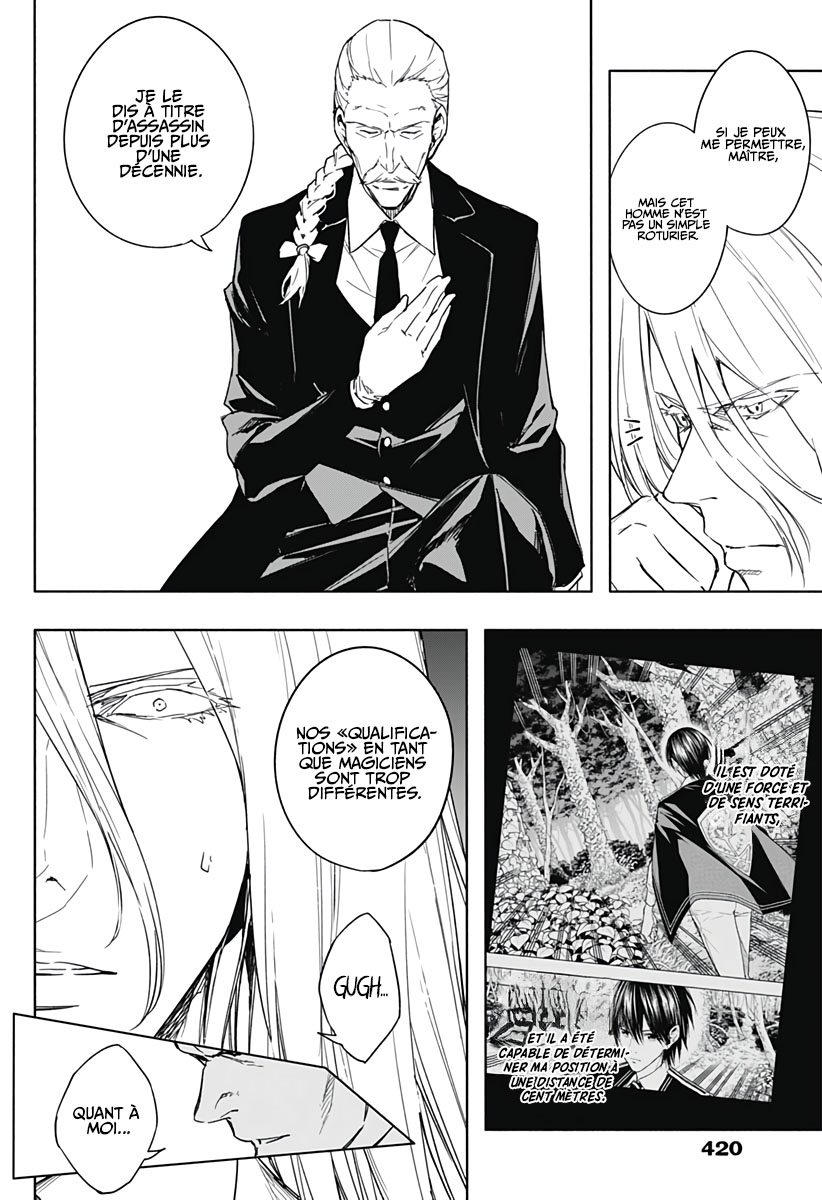 SI JE PEUX
ME PERMETTRE,
MAÎTRE,
MAIS CET
HOMME N'EST
PAS UN SIMPLE
ROTURIER.
JE LE
DIS À TITRE
D'ASSASSIN
DEPUIS PLUS
D'UNE
DÉCENNIE.
IL EST DOTÉ
D'UNE FORCE ET
DE SENS TERRI-
FIANTS,
ET IL A ÉTÉ
CAPABLE DE DÉTERMI-
NER MA POSITION À
UNE DISTANCE DE
CENT MÈTRES.
NOS «QUALIFICA-
TIONS» EN TANT
QUE MAGICIENS
SONT TROP
DIFFÉRENTES.
GUGH...
QUANT À
MOI...
420